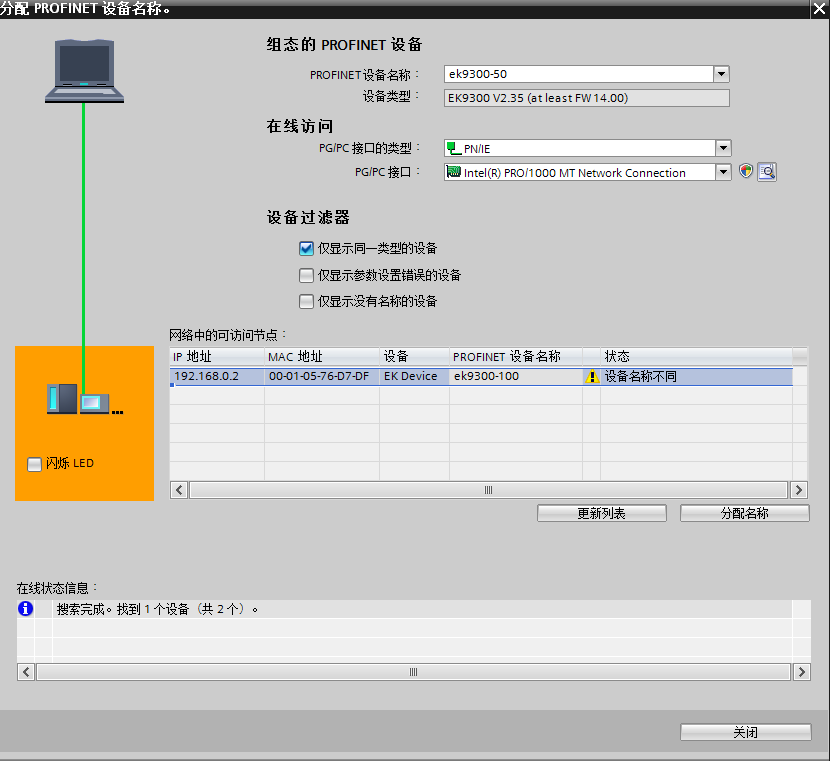 分配 PROFINET 设备名称。
组态的 PROFINET 设备
PROFINET设备名称： ek9300-50
设备类型： EK9300 V2.35 (at least FW 14.00)
在线访问
PG/PC 接口的类型： PN/IE
PG/PC 接口： Intel(R) PRO/1000 MT Network Connection
设备过滤器
仅显示同一类型的设备
仅显示参数设置错误的设备
仅显示没有名称的设备
网络中的可访问节点：
IP 地址 MAC 地址 设备 PROFINET 设备名称 状态
192.168.0.2 00-01-05-76-D7-DF EK Device ek9300-100 设备名称不同
闪烁 LED
更新列表 分配名称
在线状态信息：
搜索完成。找到 1 个设备（共 2 个）。
关闭